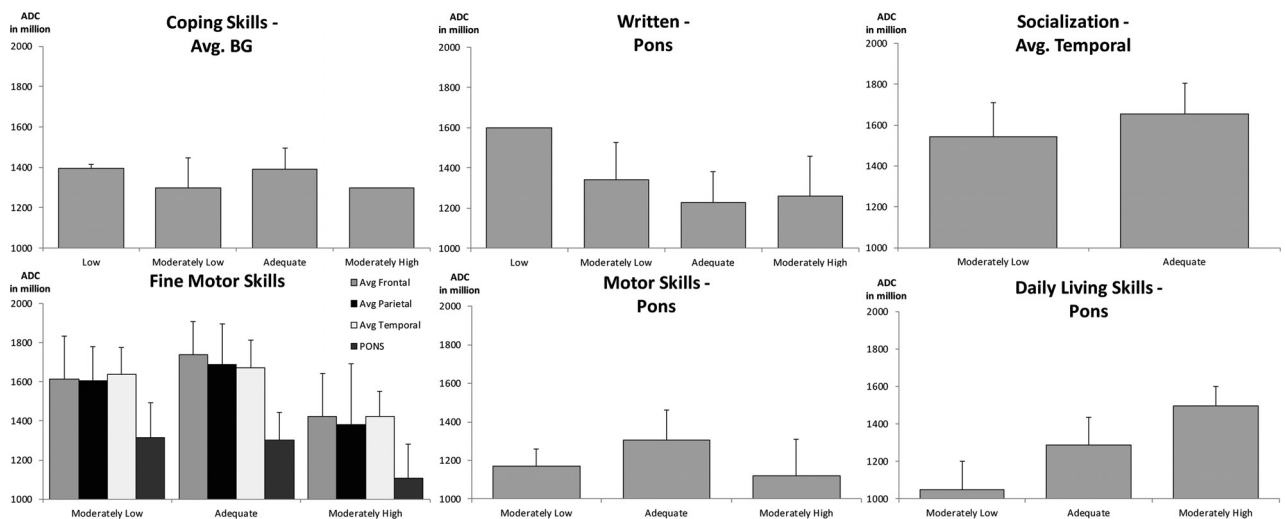 ADC
in million
Coping Skills -
Avg. BG
2000
1800
1600
1400
1200
1000
Low
Moderately Low
Adequate
Moderately High
ADC
in million
Written -
Pons
2000
1800
1600
1400
1200
1000
Low
Moderately Low
Adequate
Moderately High
ADC
in million
Socialization -
Avg. Temporal
2000
1800
1600
1400
1200
1000
Moderately Low
Adequate
ADC
in million
Fine Motor Skills
Avg Frontal
Avg Parietal
Avg Temporal
PONS
2000
1800
1600
1400
1200
1000
Moderately Low
Adequate
Moderately High
ADC
in million
Motor Skills -
Pons
2000
1800
1600
1400
1200
1000
Moderately Low
Adequate
Moderately High
ADC
in million
Daily Living Skills -
Pons
2000
1800
1600
1400
1200
1000
Moderately Low
Adequate
Moderately High